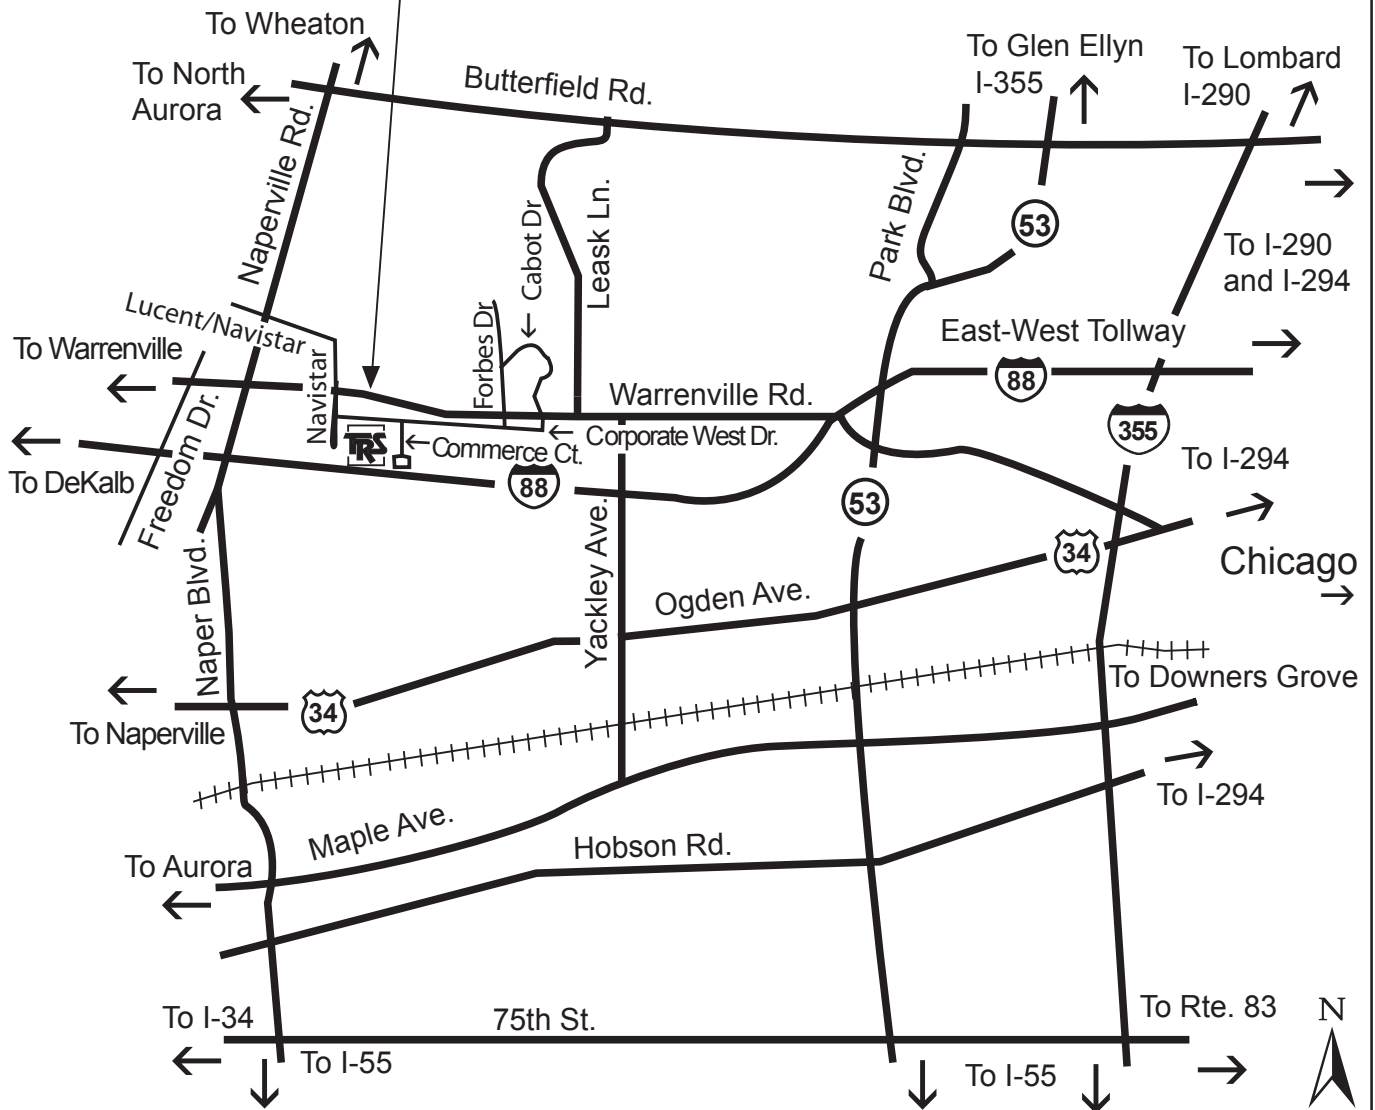 To Wheaton
To North
Aurora
Butterfield Rd.
To Glen Ellyn
I-355
To Lombard
I-290
Naperville Rd.
Cabot Dr
Leask Ln.
Park Blvd.
53
To I-290
and I-294
Lucent/Navistar
To Warrenville
Navistar
Forbes Dr
East-West Tollway
88
Warrenville Rd.
355
TRS
Commerce Ct.
Corporate West Dr.
To DeKalb
Freedom Dr.
88
53
To I-294
34
Chicago
Naper Blvd.
Yackley Ave.
Ogden Ave.
34
To Naperville
To Downers Grove
Maple Ave.
To I-294
Hobson Rd.
To Aurora
To I-34
75th St.
To Rte. 83
N
To I-55
To I-55